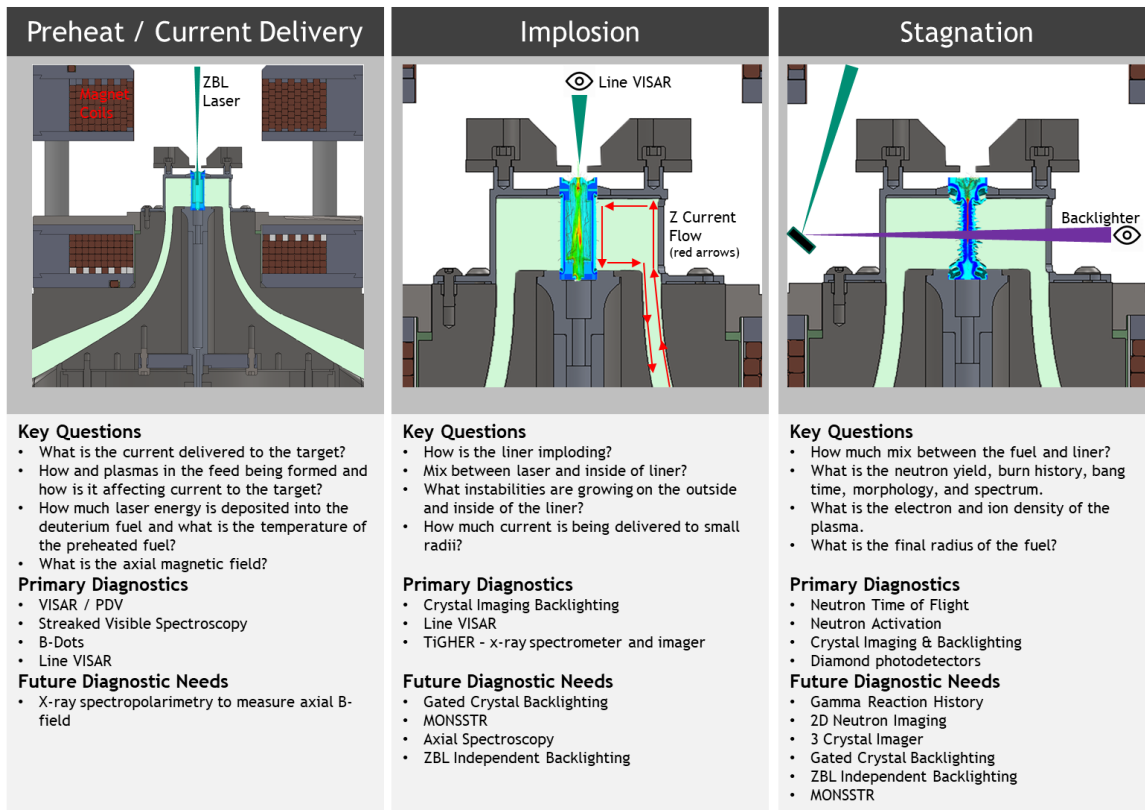 Preheat / Current Delivery
ZBL
Laser
Magnet
Coils
Key Questions
• What is the current delivered to the target?
• How and plasmas in the feed being formed and
how is it affecting current to the target?
• How much laser energy is deposited into the
deuterium fuel and what is the temperature of
the preheated fuel?
• What is the axial magnetic field?
Primary Diagnostics
• VISAR / PDV
• Streaked Visible Spectroscopy
• B-Dots
• Line VISAR
Future Diagnostic Needs
• X-ray spectropolarimetry to measure axial B-
field
Implosion
Line VISAR
Z Current
Flow
(red arrows)
Key Questions
• How is the liner imploding?
• Mix between laser and inside of liner?
• What instabilities are growing on the outside
and inside of the liner?
• How much current is being delivered to small
radii?
Primary Diagnostics
• Crystal Imaging Backlighting
• Line VISAR
• TiGHER – x-ray spectrometer and imager
Future Diagnostic Needs
• Gated Crystal Backlighting
• MONSSTR
• Axial Spectroscopy
• ZBL Independent Backlighting
Stagnation
Backlighter
Key Questions
• How much mix between the fuel and liner?
• What is the neutron yield, burn history, bang
time, morphology, and spectrum.
• What is the electron and ion density of the
plasma.
• What is the final radius of the fuel?
Primary Diagnostics
• Neutron Time of Flight
• Neutron Activation
• Crystal Imaging & Backlighting
• Diamond photodetectors
Future Diagnostic Needs
• Gamma Reaction History
• 2D Neutron Imaging
• 3 Crystal Imager
• Gated Crystal Backlighting
• ZBL Independent Backlighting
• MONSSTR